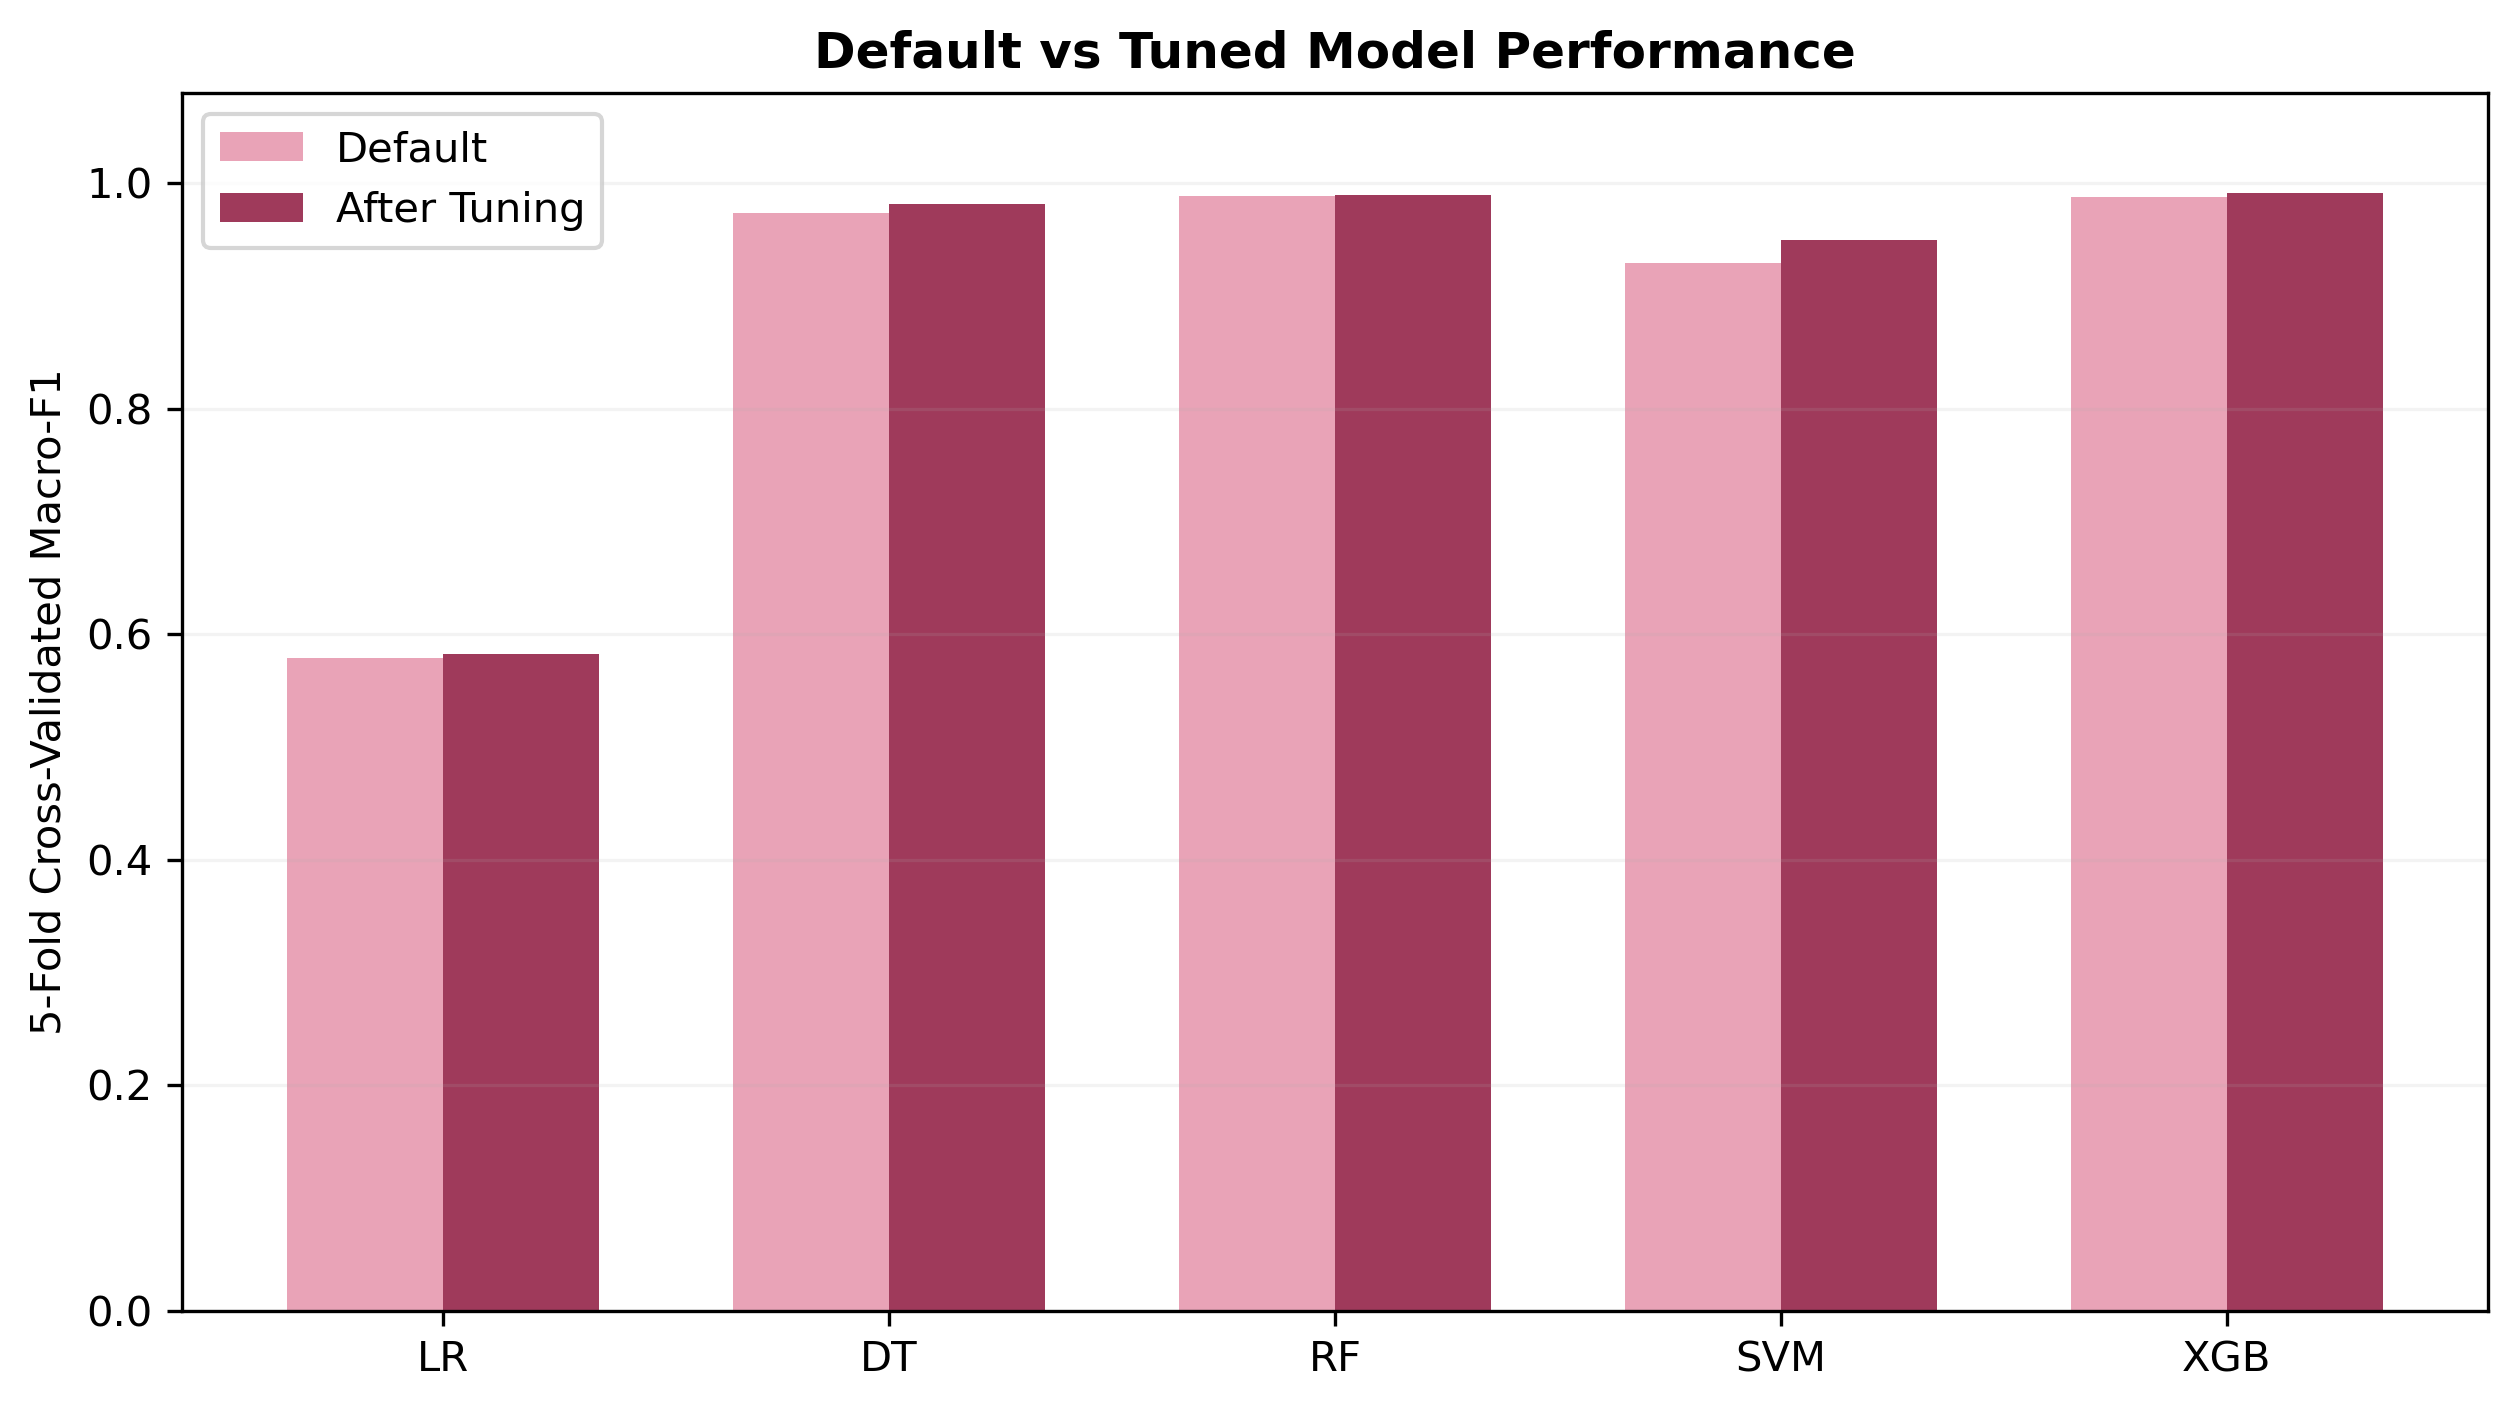 Default vs Tuned Model Performance
Default
After Tuning
5-Fold Cross-Validated Macro-F1
1.0
0.8
0.6
0.4
0.2
0.0
LR DT RF SVM XGB